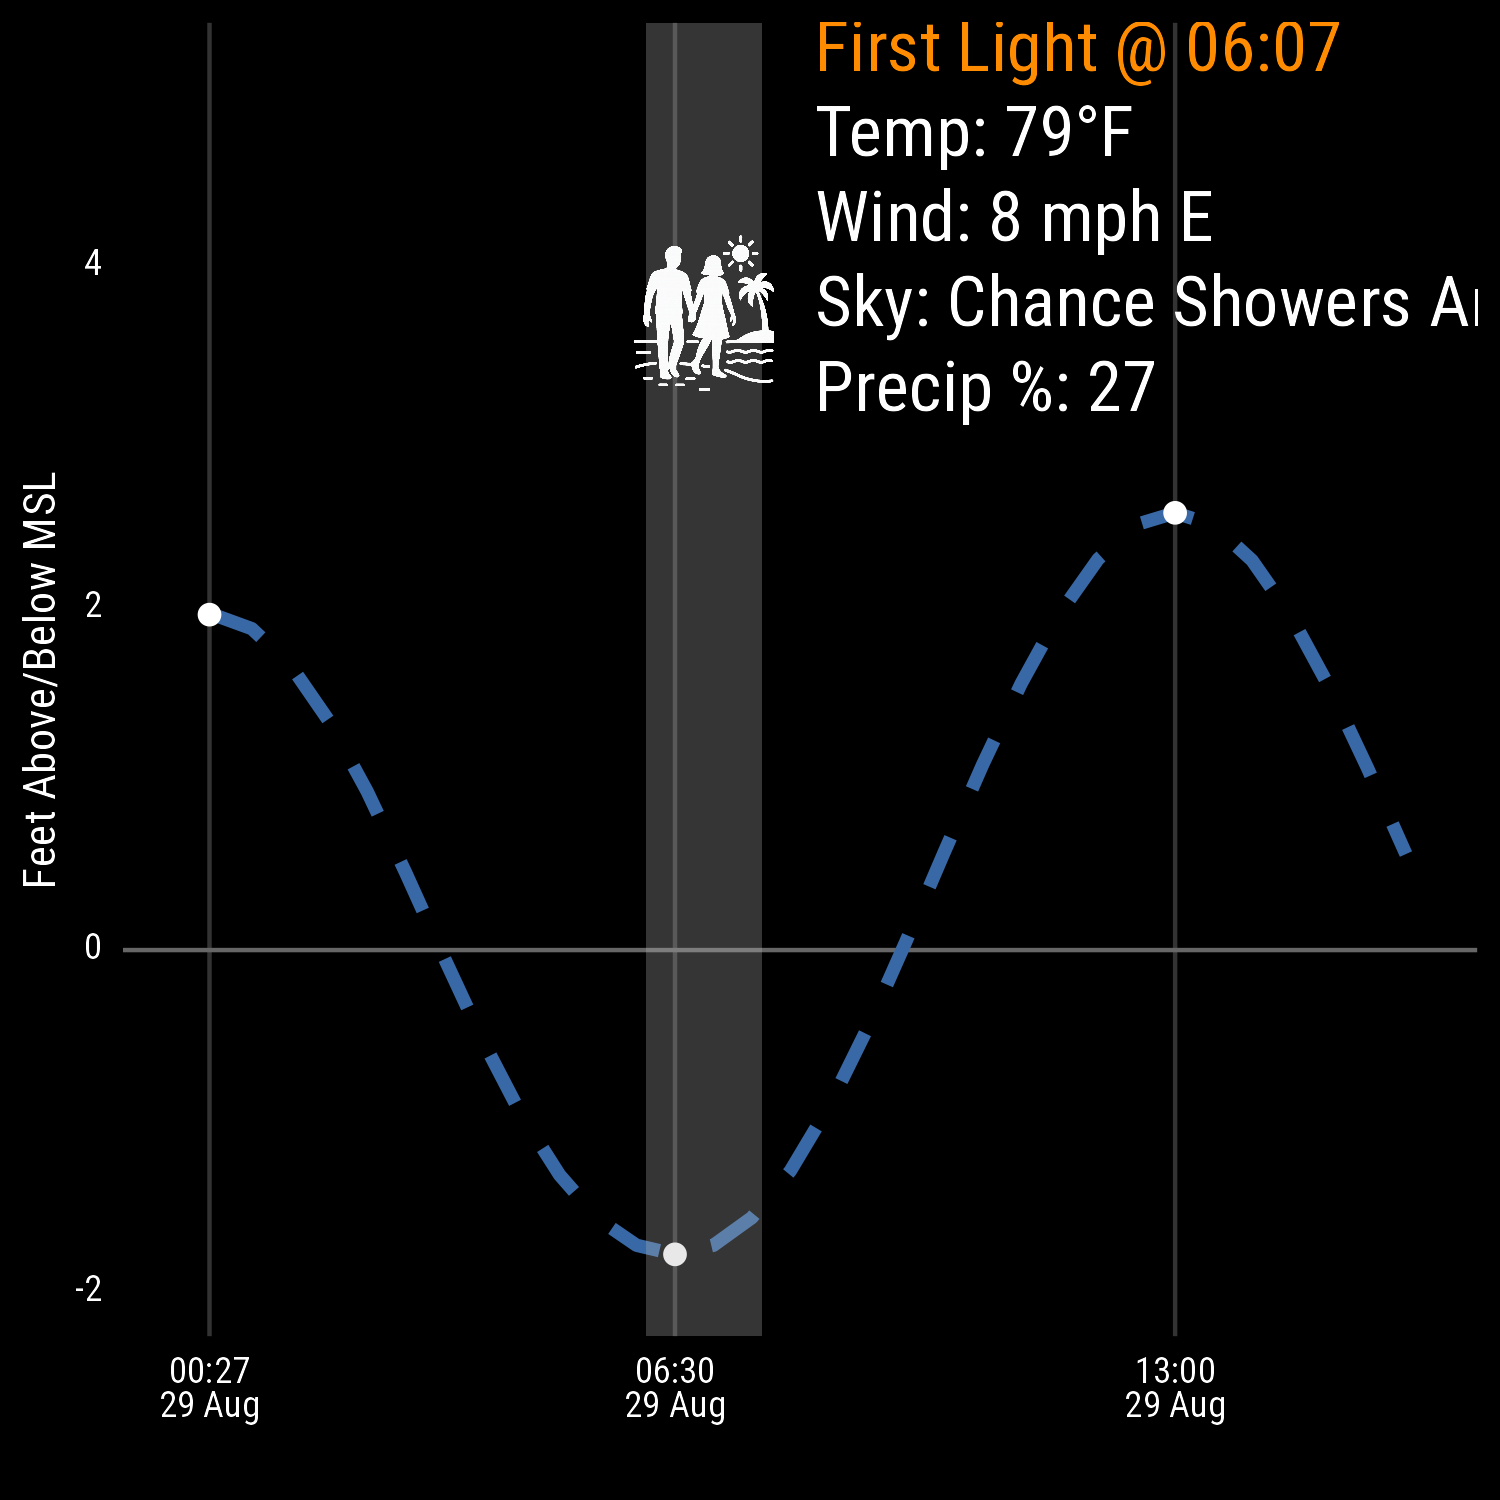 First Light @ 06:07
Temp: 79°F
Wind: 8 mph E
Sky: Chance Showers
Precip %: 27
Feet Above/Below MSL
4
2
0
-2
00:27
29 Aug
06:30
29 Aug
13:00
29 Aug